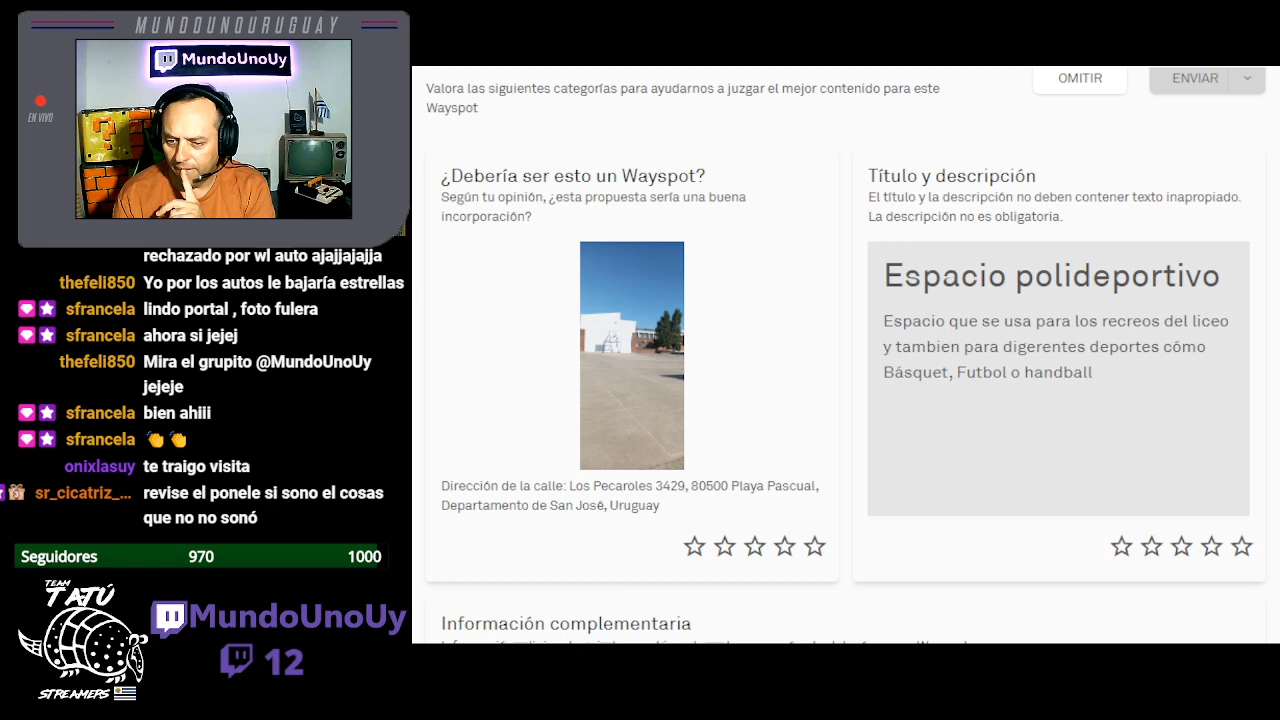 MUNDOUNOURUGUAY
MundoUnoUy
EN VIVO
rechazado por wl auto ajajjajajja
thefeli850 Yo por los autos le bajaría estrellas
sfrancela lindo portal , foto fulera
sfrancela ahora si jejej
thefeli850 Mira el grupito @MundoUnoUy
jejeje
sfrancela bien ahiii
sfrancela 👏 👏
onixlasuy te traigo visita
sr_cicatriz_... revise el ponele si sono el cosas
que no no sonó
Seguidores 970 1000
TEAM
TATÚ
STREAMERS
MundoUnoUy
12
Valora las siguientes categorías para ayudarnos a juzgar el mejor contenido para este
Wayspot
OMITIR
ENVIAR
¿Debería ser esto un Wayspot?
Según tu opinión, ¿esta propuesta sería una buena
incorporación?
Dirección de la calle: Los Pecaroles 3429, 80500 Playa Pascual,
Departamento de San José, Uruguay
Título y descripción
El título y la descripción no deben contener texto inapropiado.
La descripción no es obligatoria.
Espacio polideportivo
Espacio que se usa para los recreos del liceo
y tambien para digerentes deportes cómo
Básquet, Futbol o handball
Información complementaria